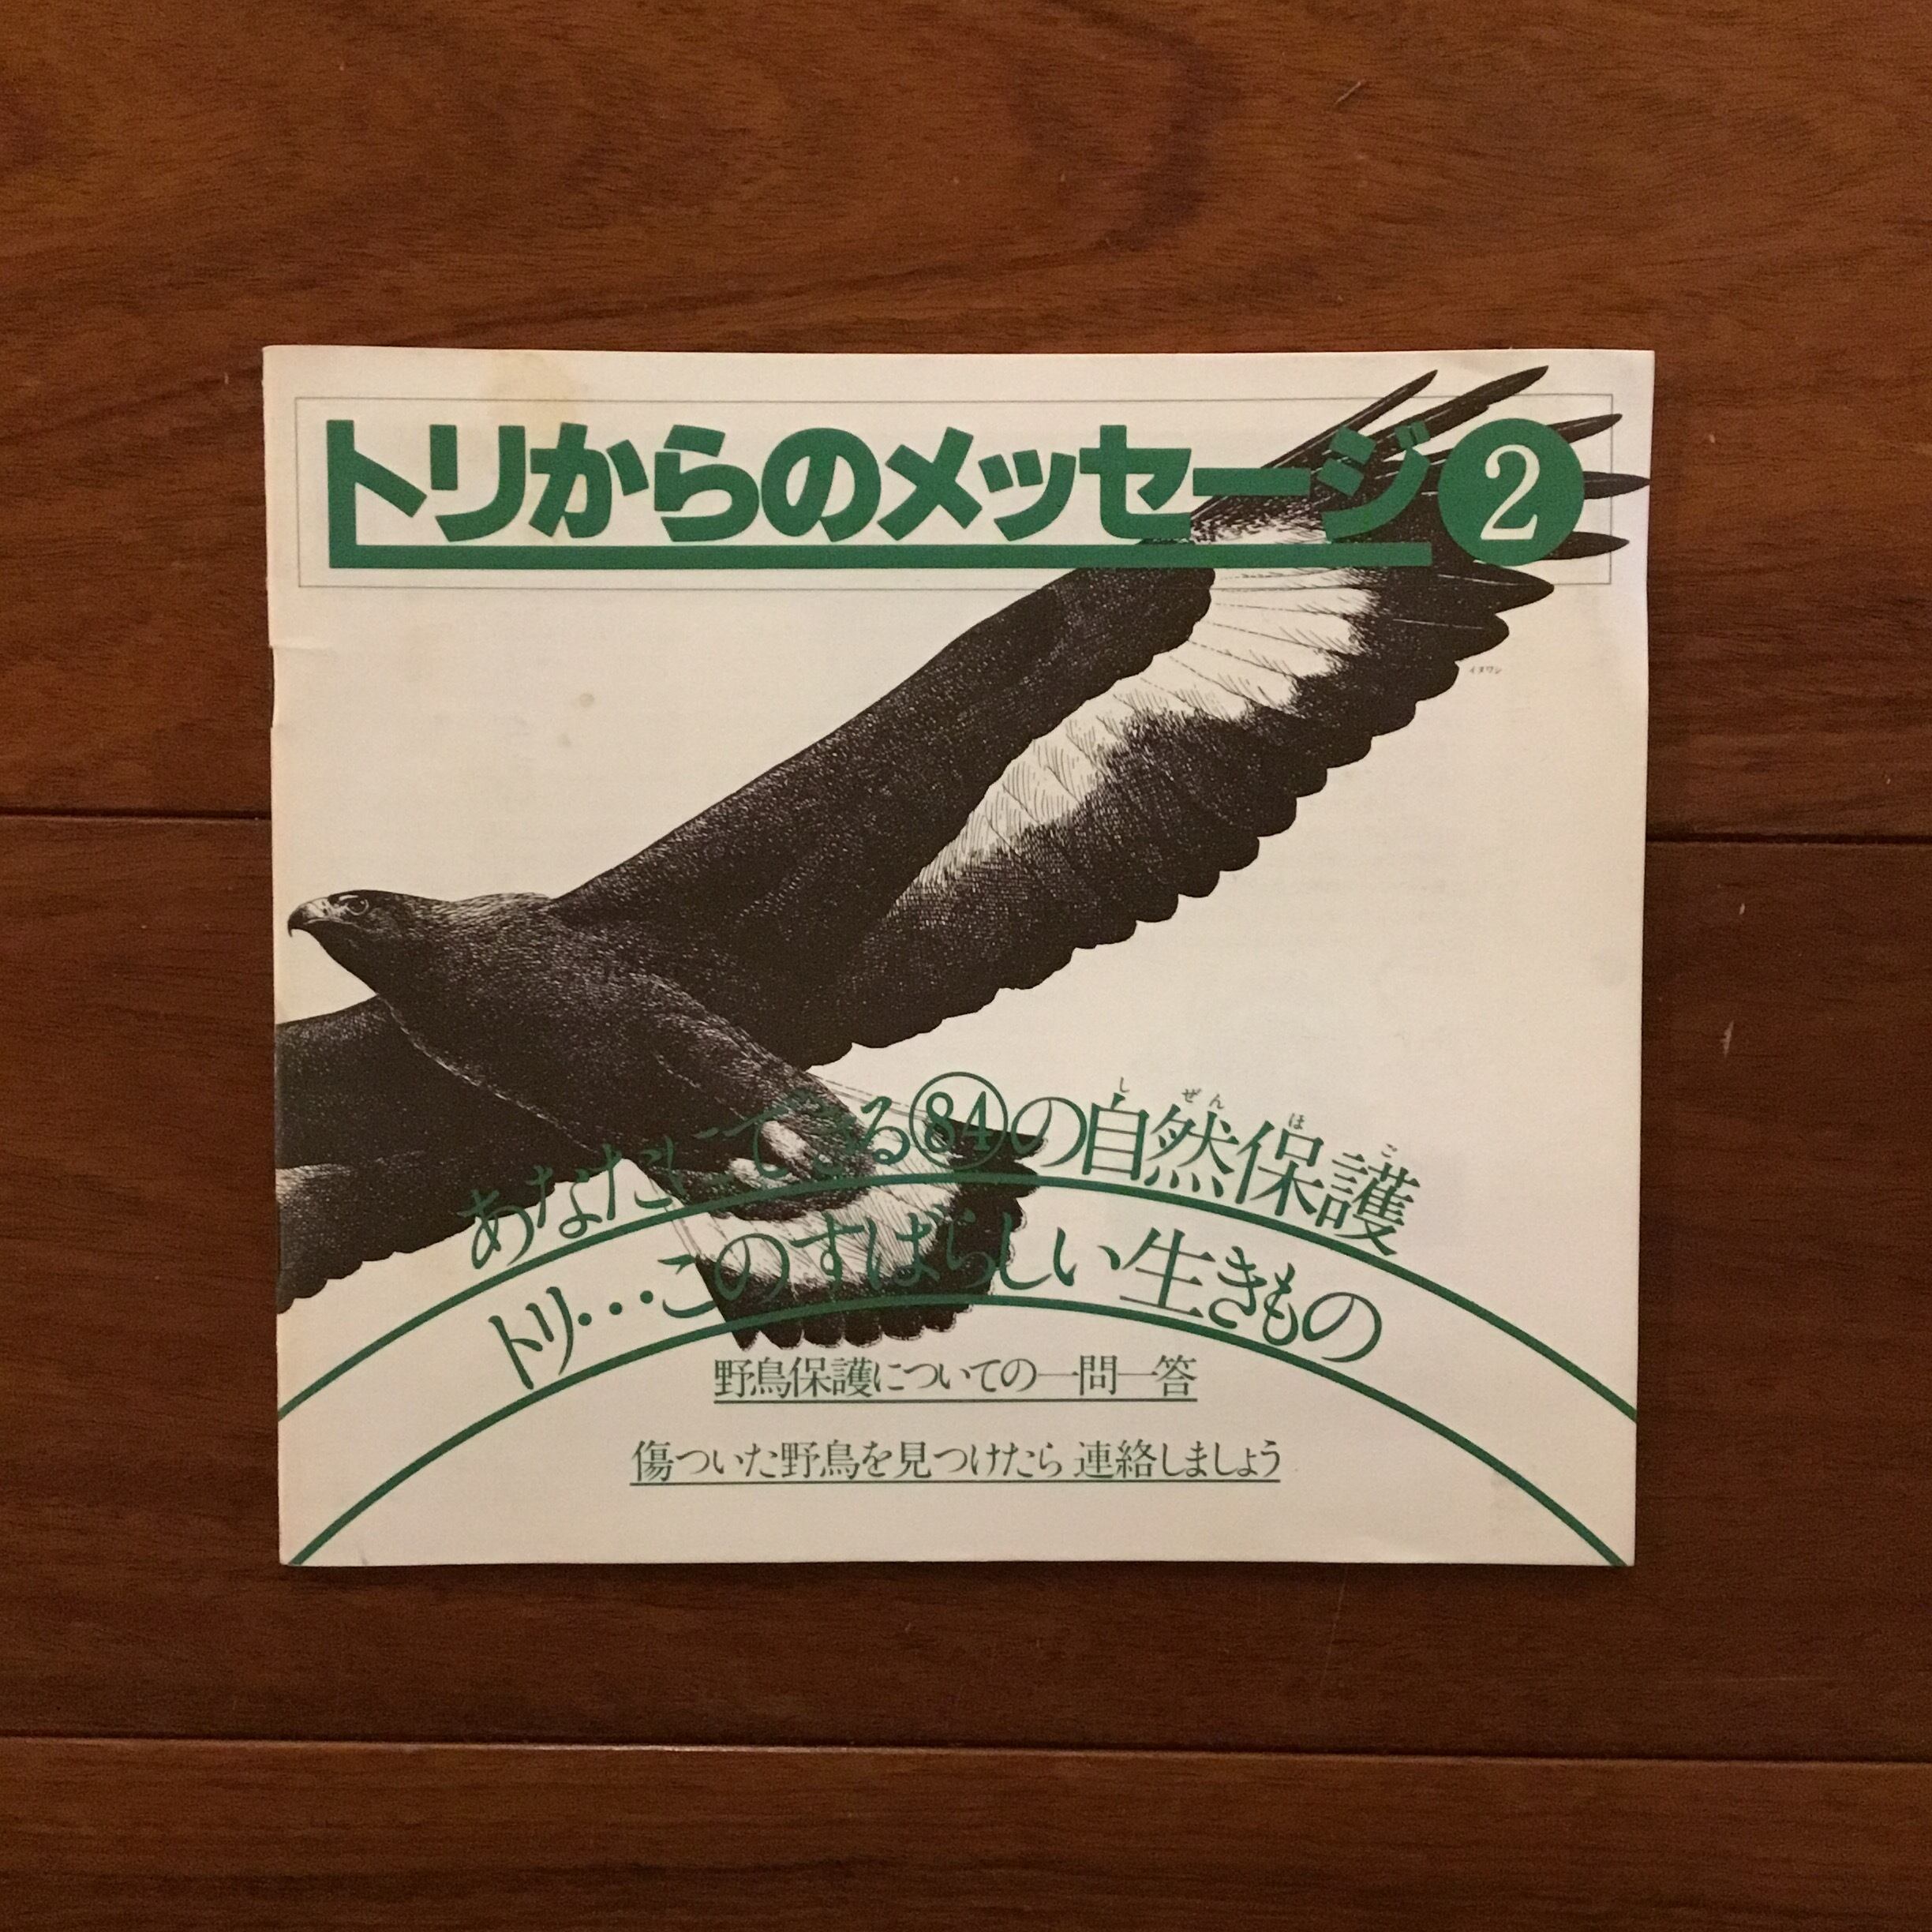 トリからのメッセージ2
イヌワシ
あなたにできる84の自然保護
しぜんほご
トリ…このすばらしい生きもの
野鳥保護についての一問一答
傷ついた野鳥を見つけたら 連絡しましょう